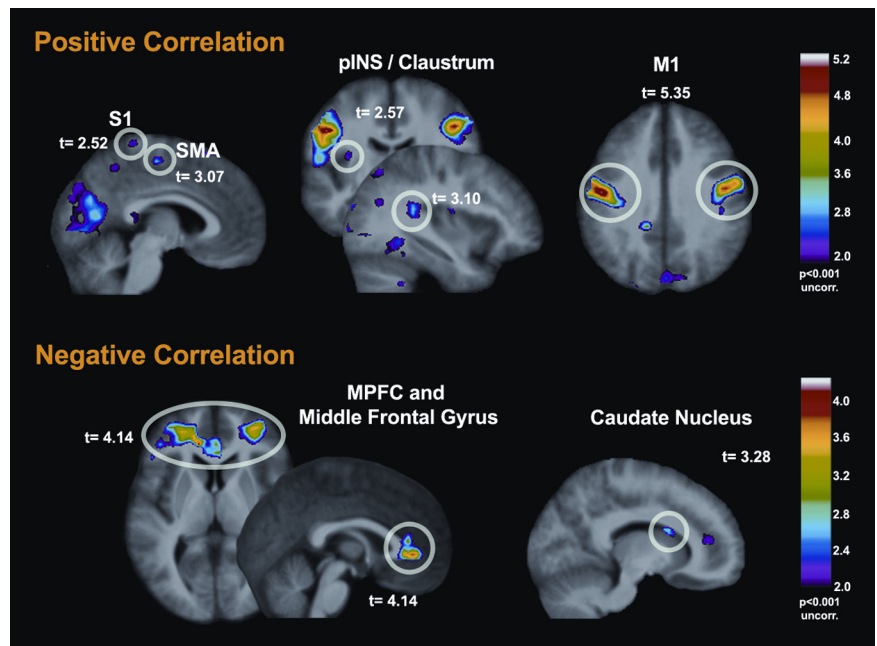 Positive Correlation
S1
t= 2.52
SMA
t= 3.07
pINS / Claustrum
t= 2.57
t= 3.10
M1
t= 5.35
5.2
4.8
4.0
3.6
2.8
2.0
p<0.001
uncorr.
Negative Correlation
t= 4.14
MPFC and
Middle Frontal Gyrus
t= 4.14
Caudate Nucleus
t= 3.28
4.0
3.6
3.2
2.8
2.4
2.0
p<0.001
uncorr.